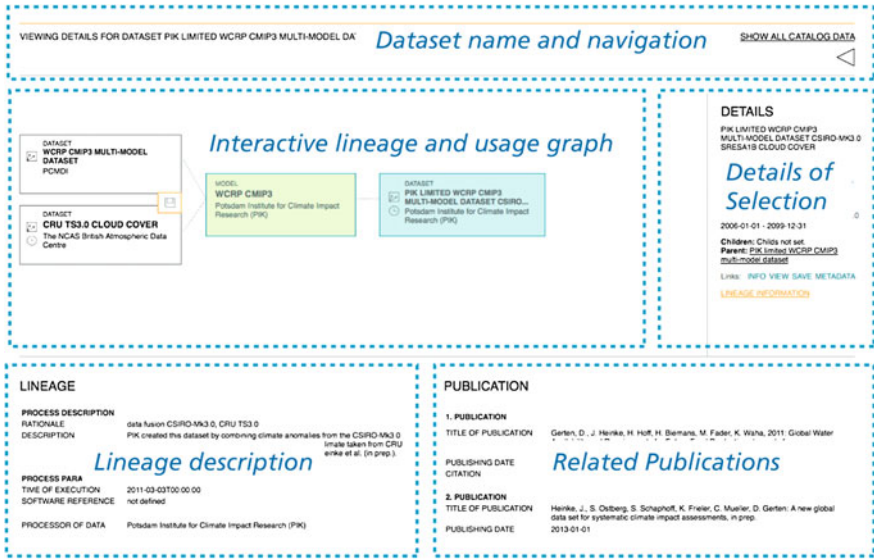 VIEWING DETAILS FOR DATASET PIK LIMITED WCRP CMIP3 MULTI-MODEL DA
Dataset name and navigation
SHOW ALL CATALOG DATA
Interactive lineage and usage graph
DATASET
WCRP CMIP3 MULTI-MODEL
DATASET
PCMDI
DATASET
CRU TS3.0 CLOUD COVER
The NCAS British Atmospheric Data
Centre
MODEL
WCRP CMIP3
Potsdam Institute for Climate Impact
Research (PIK)
DATASET
PIK LIMITED WCRP CMIP3
MULTI-MODEL DATASET CSIRO...
Potsdam Institute for Climate Impact
Research (PIK)
DETAILS
PIK LIMITED WCRP CMIP3
MULTI-MODEL DATASET CSIRO-MK3.0
SRESA1B CLOUD COVER
Details of
Selection
2006-01-01 - 2099-12-31
Children: Childs not set.
Parent: PIK limited WCRP CMIP3
multi-model dataset
Links: INFO VIEW SAVE METADATA
LINEAGE INFORMATION
LINEAGE
PROCESS DESCRIPTION
RATIONALE data fusion CSIRO-Mk3.0, CRU TS3.0
DESCRIPTION PIK created this dataset by combining climate anomalies from the CSIRO-Mk3.0
limate taken from CRU
einke et al. (in prep.).
Lineage description
PROCESS PARA
TIME OF EXECUTION 2011-03-03T00:00:00
SOFTWARE REFERENCE not defined
PROCESSOR OF DATA Potsdam Institute for Climate Impact Research (PIK)
PUBLICATION
1. PUBLICATION
TITLE OF PUBLICATION Gerten, D., J. Heinke, H. Hoff, H. Biemans, M. Fader, K. Waha, 2011: Global Water
Related Publications
PUBLISHING DATE
CITATION
2. PUBLICATION
TITLE OF PUBLICATION Heinke, J., S. Ostberg, S. Schaphoff, K. Frieler, C. Mueller, D. Gerten: A new global
data set for systematic climate impact assessments, in prep.
PUBLISHING DATE 2013-01-01